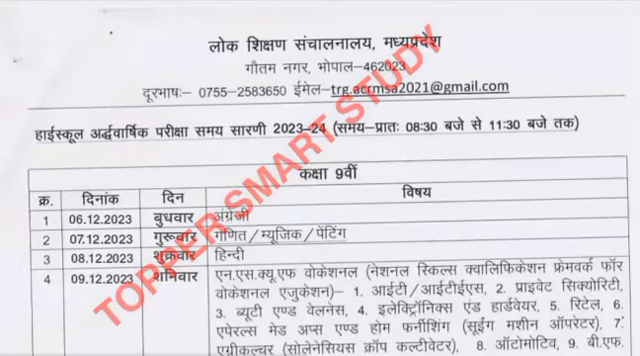 लोक शिक्षण संचालनालय, मध्यप्रदेश
गौतम नगर, भोपाल–462023
दूरभाषः– 0755–2583650 ईमेल–trg.acrmsa2021@gmail.com
हाईस्कूल अर्द्धवार्षिक परीक्षा समय सारणी 2023–24 (समय–प्रातः 08:30 बजे से 11:30 बजे तक)
कक्षा 9वीं
क्र. दिनांक दिन विषय
1 06.12.2023 बुधवार अंग्रेजी
2 07.12.2023 गुरूवार गणित/म्यूजिक/पेंटिंग
3 08.12.2023 शुक्रवार हिन्दी
4 09.12.2023 शनिवार एन.एस.क्यू.एफ वोकेशनल (नेशनल स्किल्स क्वालिफिकेशन फ्रेमवर्क फॉर
वोकेशनल एजुकेशन)– 1. आईटी/आईटीईएस, 2. प्राइवेट सिक्योरिटी,
3. ब्यूटी एण्ड वेलनेस, 4. इलेक्ट्रॉनिक्स एंड हार्डवेयर, 5. रिटेल, 6.
एपेरल्स मेड अप्स एण्ड होम फर्नीशिंग (सूईंग मशीन ऑपरेटर), 7.
एग्रीकल्चर (सोलेनेसियस क्रॉप कल्टीवेटर), 8. ऑटोमोटिव, 9. बी.एफ.
TOPPER SMART STUDY